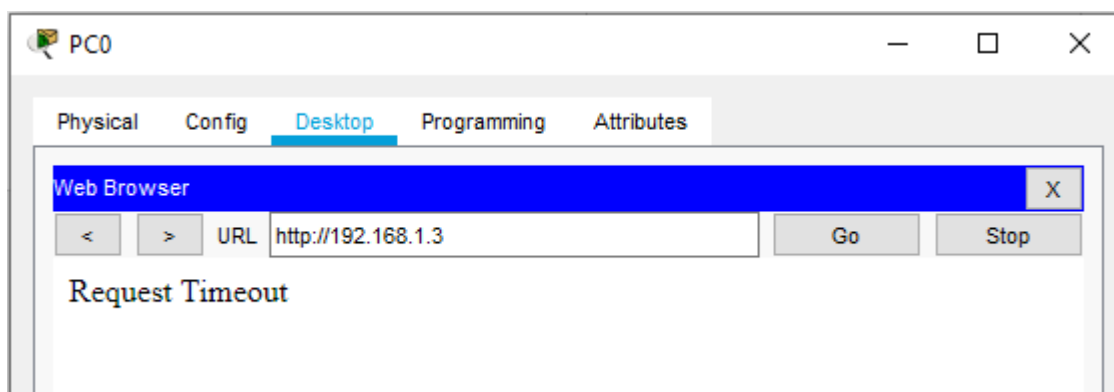 PC0
Physical Config Desktop Programming Attributes
Web Browser X
< > URL http://192.168.1.3 Go Stop
Request Timeout